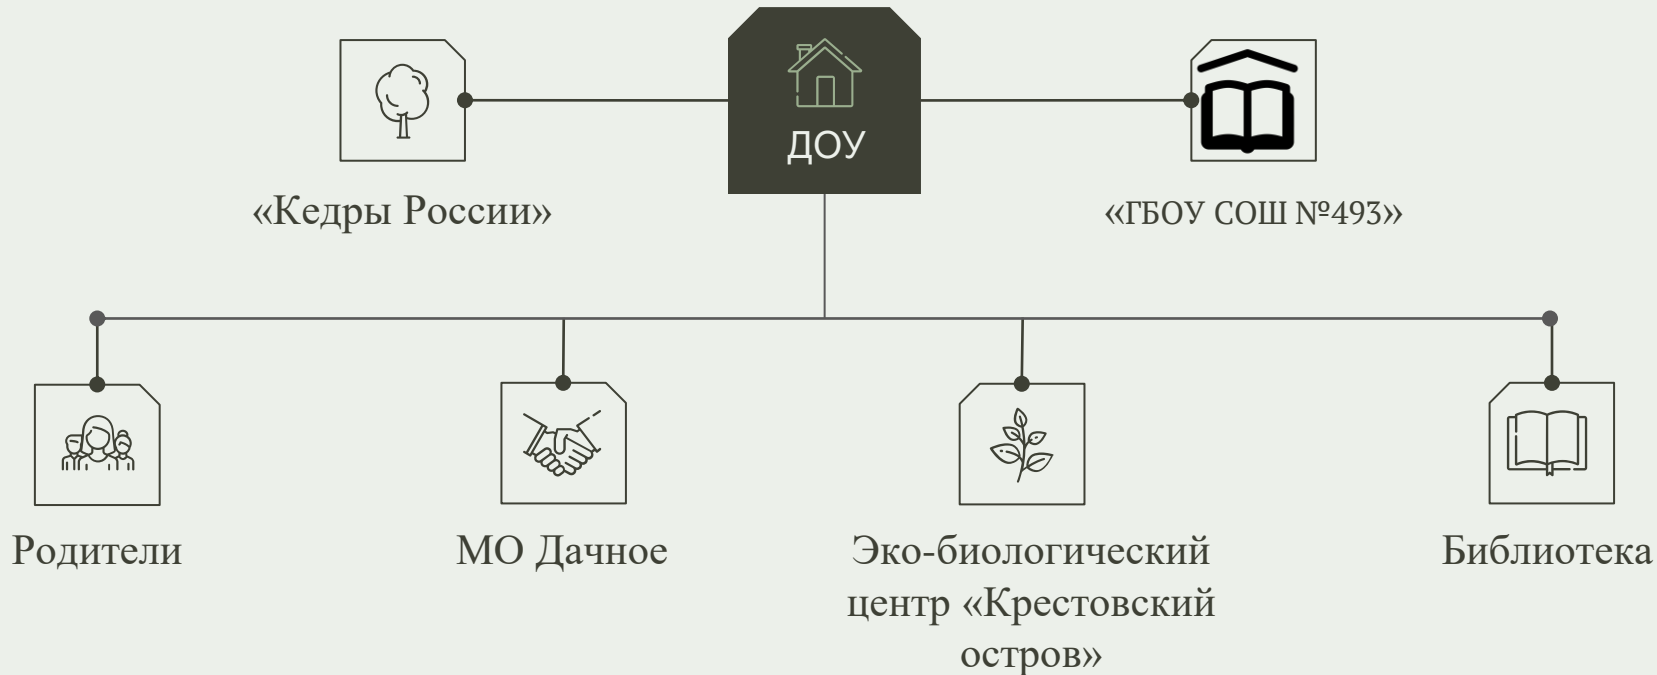 ДОУ
«Кедры России»
«ГБОУ СОШ №493»
Родители
МО Дачное
Эко-биологический
центр «Крестовский
остров»
Библиотека